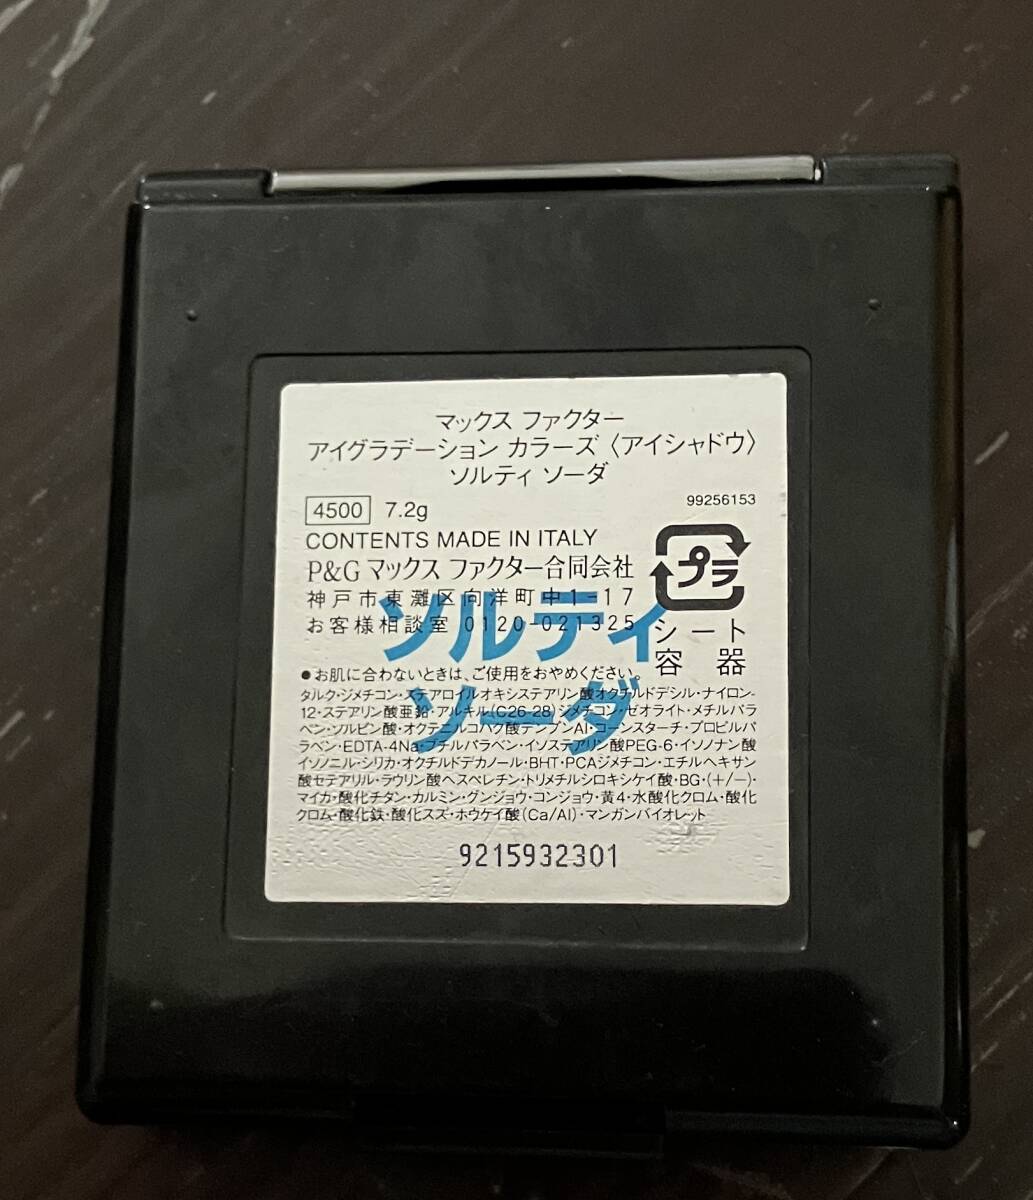 マックス ファクター
アイグラデーション カラーズ〈アイシャドウ〉
ソルティ ソーダ
4500 7.2g
99256153
CONTENTS MADE IN ITALY
P&G マックス ファクター合同会社
神戸市東灘区向洋町中1-17
お客様相談室 0120-021325
プラ
シート
容器
ソルティ
ソーダ
●お肌に合わないときは、ご使用をおやめください。
タルク・ジメチコン・ステアロイルオキシステアリン酸オクチルドデシル・ナイロン-
12・ステアリン酸亜鉛・アルキル(C26-28)ジメチコン・ゼオライト・メチルパラ
ベン・ソルビン酸・オクテニルコハク酸デンプンAl・コーンスターチ・プロピルパ
ラベン・EDTA-4Na・ブチルパラベン・イソステアリン酸PEG-6・イソノナン酸
イソノニル・シリカ・オクチルドデカノール・BHT・PCAジメチコン・エチルヘキサン
酸セテアリル・ラウリン酸ヘスペレチン・トリメチルシロキシケイ酸・BG・(+/-)・
マイカ・酸化チタン・カルミン・グンジョウ・コンジョウ・黄4・水酸化クロム・酸化
クロム・酸化鉄・酸化スズ・ホウケイ酸(Ca/Al)・マンガンバイオレット
9215932301